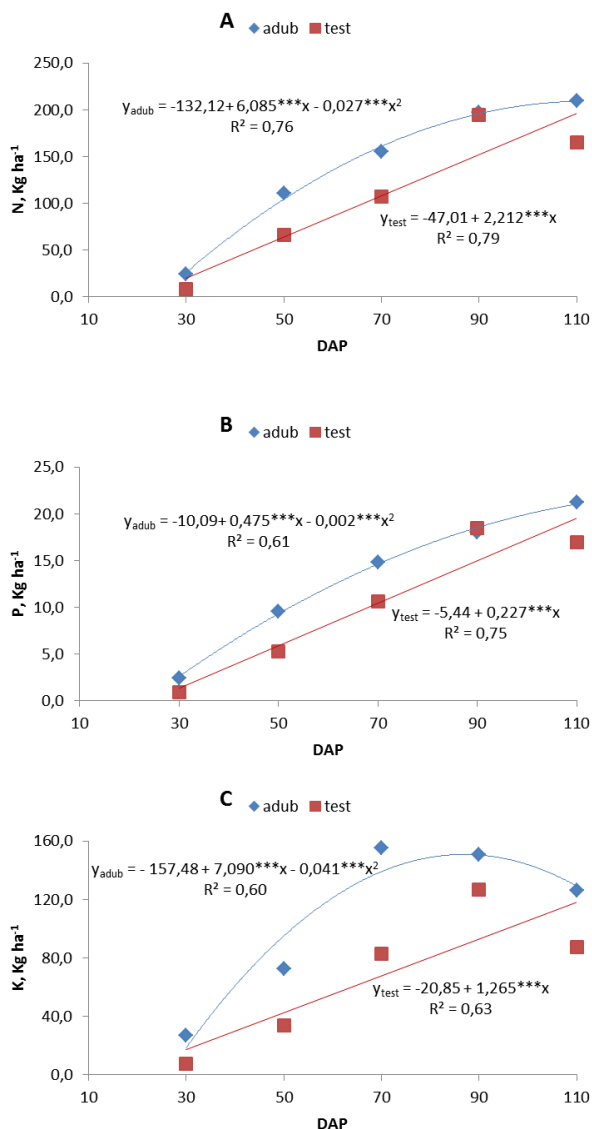 A
adub test
250,0
yadub = -132,12+ 6,085***x - 0,027***x²
R² = 0,76
200,0
150,0
N, Kg ha⁻¹
100,0
ytest = -47,01 + 2,212***x
R² = 0,79
50,0
0,0
10 30 50 70 90 110
DAP
B
adub test
25,0
20,0
yadub = -10,09+ 0,475***x - 0,002***x²
R² = 0,61
15,0
P, Kg ha⁻¹
10,0
ytest = -5,44 + 0,227***x
R² = 0,75
5,0
0,0
10 30 50 70 90 110
DAP
C
adub test
160,0
yadub = - 157,48 + 7,090***x - 0,041***x²
R² = 0,60
120,0
K, Kg ha⁻¹
80,0
ytest = -20,85 + 1,265***x
R² = 0,63
40,0
0,0
10 30 50 70 90 110
DAP